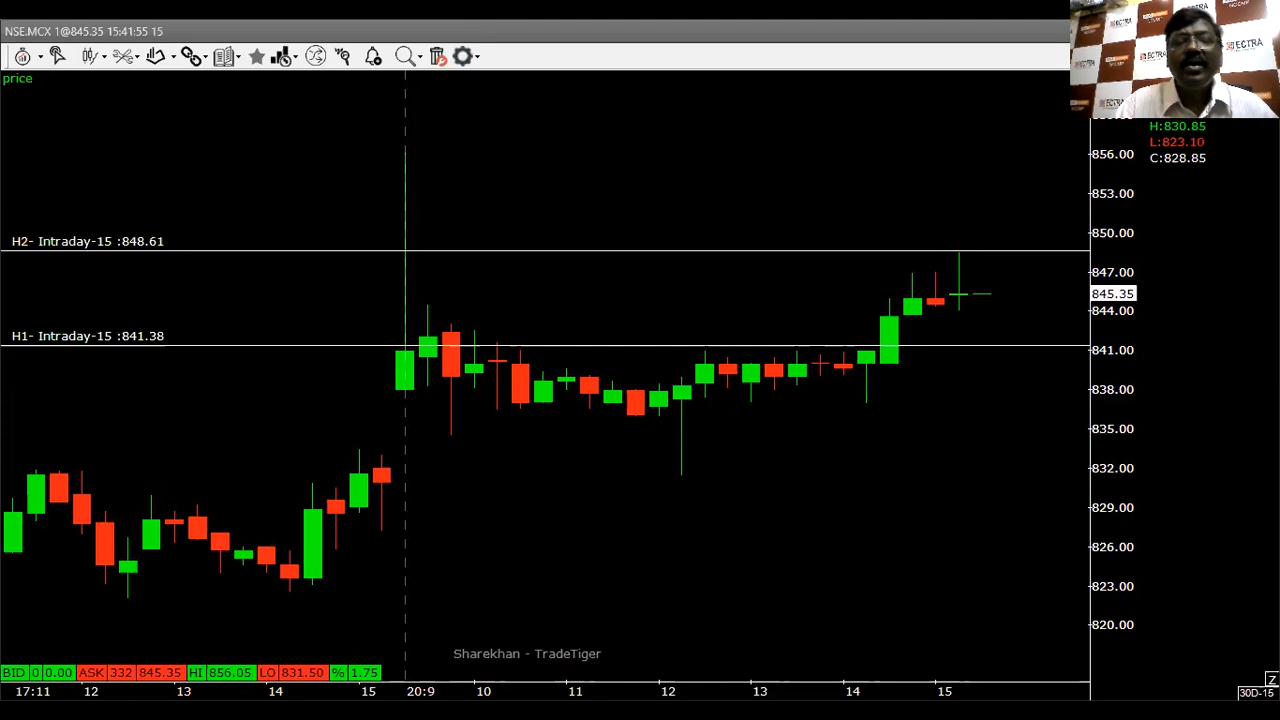 NSE.MCX 1@845.35 15:41:55 15
price
ECTRA
ECTRA
ECTRA
H:830.85
L:823.10
C:828.85
856.00
853.00
850.00
H2- Intraday-15 :848.61
847.00
845.35
844.00
H1- Intraday-15 :841.38
841.00
838.00
835.00
832.00
829.00
826.00
823.00
820.00
Sharekhan - TradeTiger
BID 0 0.00 ASK 332 845.35 HI 856.05 LO 831.50 % 1.75
Z
17:11 12 13 14 15 20:9 10 11 12 13 14 15
30D-15